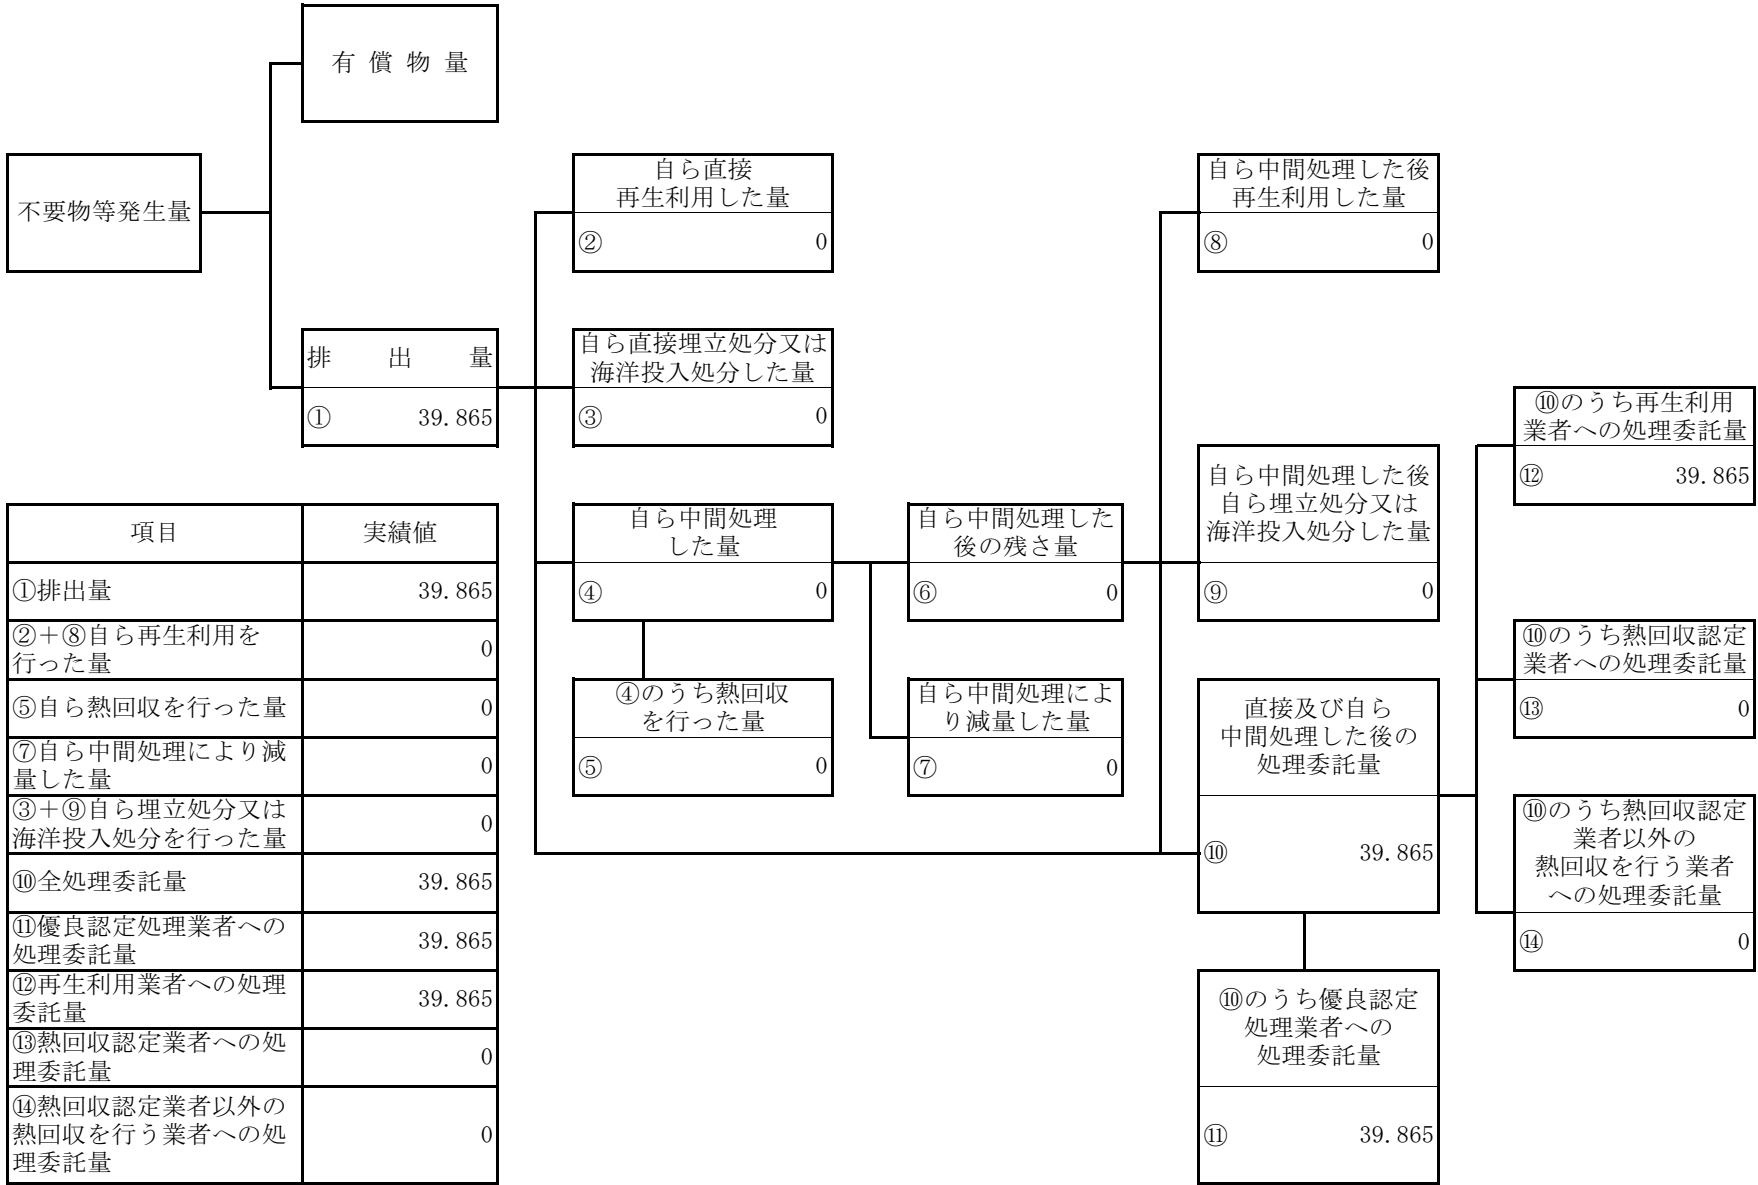 有償物量
不要物等発生量
排出量
① 39.865
自ら直接
再生利用した量
② 0
自ら直接埋立処分又は
海洋投入処分した量
③ 0
自ら中間処理
した量
④ 0
④のうち熱回収
を行った量
⑤ 0
自ら中間処理した
後の残さ量
⑥ 0
自ら中間処理によ
り減量した量
⑦ 0
自ら中間処理した後
再生利用した量
⑧ 0
自ら中間処理した後
自ら埋立処分又は
海洋投入処分した量
⑨ 0
直接及び自ら
中間処理した後の
処理委託量
⑩ 39.865
⑩のうち優良認定
処理業者への
処理委託量
⑪ 39.865
⑩のうち再生利用
業者への処理委託量
⑫ 39.865
⑩のうち熱回収認定
業者への処理委託量
⑬ 0
⑩のうち熱回収認定
業者以外の
熱回収を行う業者
への処理委託量
⑭ 0
項目 実績値
①排出量 39.865
②＋⑧自ら再生利用を
行った量 0
⑤自ら熱回収を行った量 0
⑦自ら中間処理により減
量した量 0
③＋⑨自ら埋立処分又は
海洋投入処分を行った量 0
⑩全処理委託量 39.865
⑪優良認定処理業者への
処理委託量 39.865
⑫再生利用業者への処理
委託量 39.865
⑬熱回収認定業者への処
理委託量 0
⑭熱回収認定業者以外の
熱回収を行う業者への処
理委託量 0